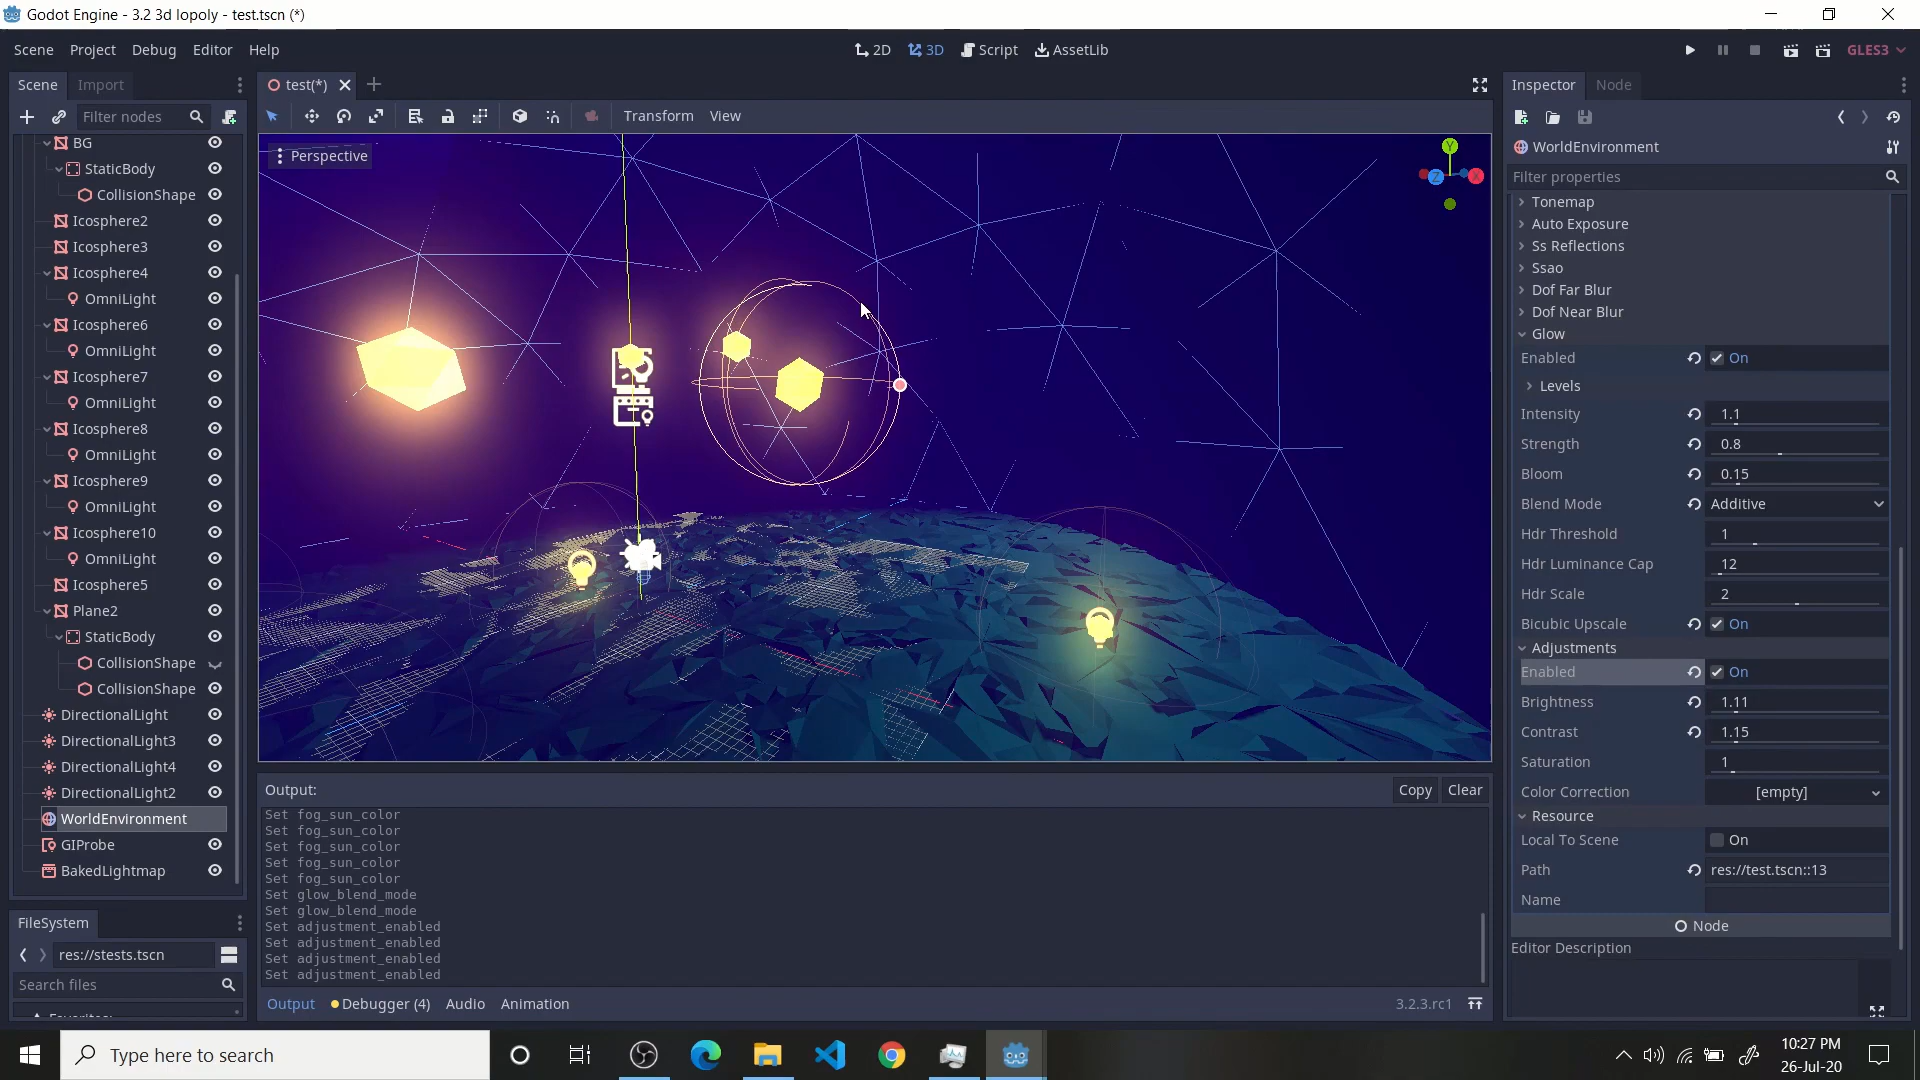 Godot Engine - 3.2 3d lopoly - test.tscn (*)
Scene Project Debug Editor Help
2D 3D Script AssetLib
GLES3
Scene Import
test(*)
Inspector Node
Filter nodes
Transform View
BG
StaticBody
CollisionShape
Icosphere2
Icosphere3
Icosphere4
OmniLight
Icosphere6
OmniLight
Icosphere7
OmniLight
Icosphere8
OmniLight
Icosphere9
OmniLight
Icosphere10
OmniLight
Icosphere5
Plane2
StaticBody
CollisionShape
CollisionShape
DirectionalLight
DirectionalLight3
DirectionalLight4
DirectionalLight2
WorldEnvironment
GIProbe
BakedLightmap
FileSystem
res://stests.tscn
Search files
Favorites:
Perspective
Y
Z
X
Output:
Copy Clear
Set fog_sun_color
Set fog_sun_color
Set fog_sun_color
Set fog_sun_color
Set fog_sun_color
Set glow_blend_mode
Set glow_blend_mode
Set adjustment_enabled
Set adjustment_enabled
Set adjustment_enabled
Set adjustment_enabled
Output Debugger (4) Audio Animation
3.2.3.rc1
WorldEnvironment
Filter properties
Tonemap
Auto Exposure
Ss Reflections
Ssao
Dof Far Blur
Dof Near Blur
Glow
Enabled On
Levels
Intensity 1.1
Strength 0.8
Bloom 0.15
Blend Mode Additive
Hdr Threshold 1
Hdr Luminance Cap 12
Hdr Scale 2
Bicubic Upscale On
Adjustments
Enabled On
Brightness 1.11
Contrast 1.15
Saturation 1
Color Correction [empty]
Resource
Local To Scene On
Path res://test.tscn::13
Name
Node
Editor Description
Type here to search
10:27 PM
26-Jul-20